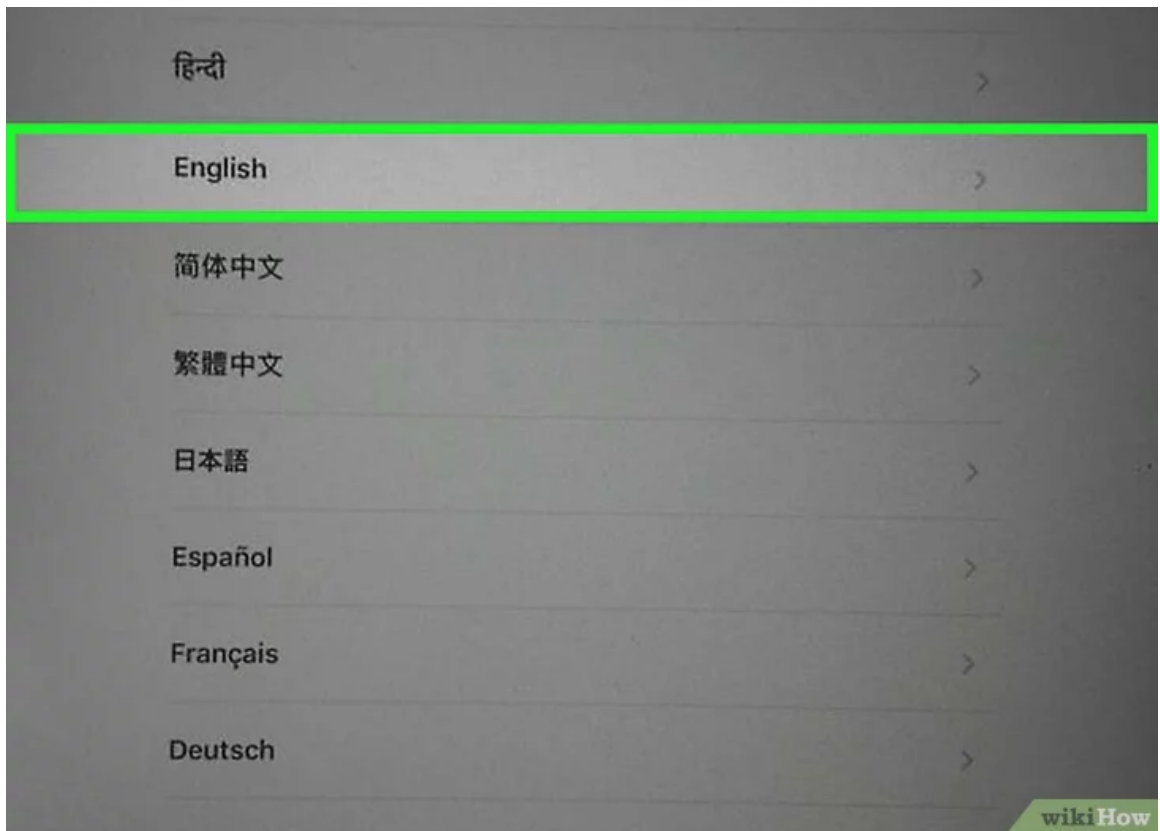 हिन्दी
English
简体中文
繁體中文
日本語
Español
Français
Deutsch
wikiHow